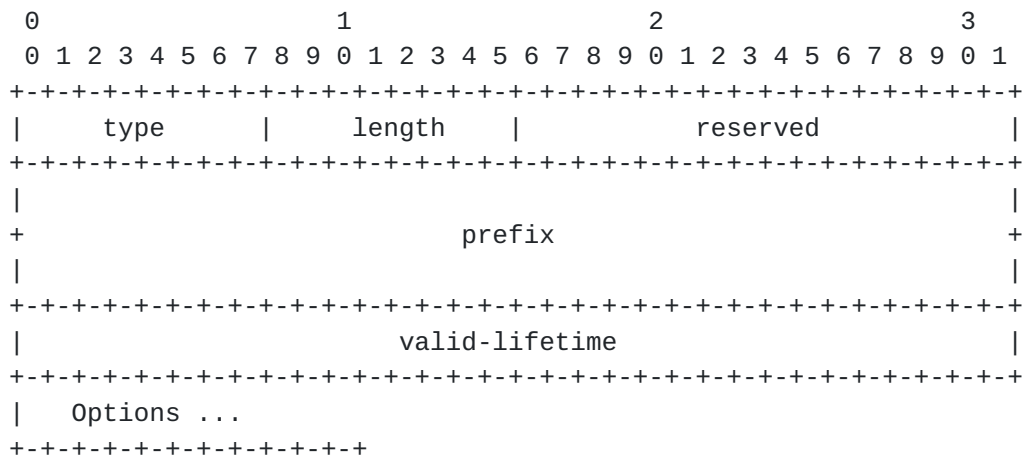 0                   1                   2                   3
 0 1 2 3 4 5 6 7 8 9 0 1 2 3 4 5 6 7 8 9 0 1 2 3 4 5 6 7 8 9 0 1
+-+-+-+-+-+-+-+-+-+-+-+-+-+-+-+-+-+-+-+-+-+-+-+-+-+-+-+-+-+-+-+-+
|     type      |     length    |           reserved            |
+-+-+-+-+-+-+-+-+-+-+-+-+-+-+-+-+-+-+-+-+-+-+-+-+-+-+-+-+-+-+-+-+
|                                                               |
+                            prefix                             +
|                                                               |
+-+-+-+-+-+-+-+-+-+-+-+-+-+-+-+-+-+-+-+-+-+-+-+-+-+-+-+-+-+-+-+-+
|                        valid-lifetime                         |
+-+-+-+-+-+-+-+-+-+-+-+-+-+-+-+-+-+-+-+-+-+-+-+-+-+-+-+-+-+-+-+-+
|   Options ...
+-+-+-+-+-+-+-+-+-+-+-+